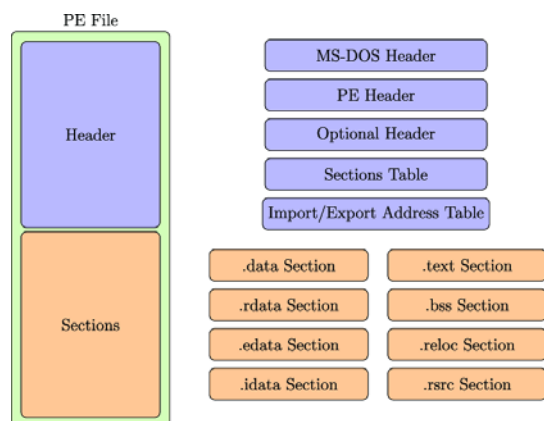 PE File
Header
Sections
MS-DOS Header
PE Header
Optional Header
Sections Table
Import/Export Address Table
.data Section
.text Section
.rdata Section
.bss Section
.edata Section
.reloc Section
.idata Section
.rsrc Section